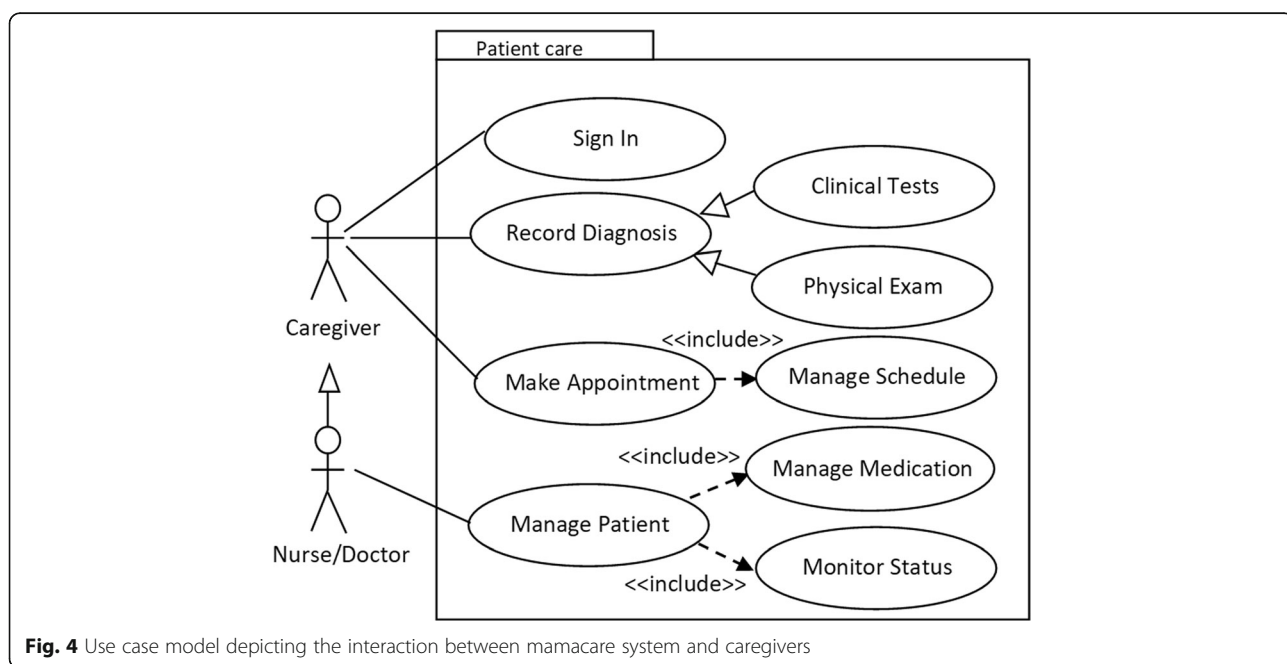 Patient care
Sign In
Clinical Tests
Record Diagnosis
Physical Exam
Caregiver
<<include>>
Make Appointment
Manage Schedule
<<include>>
Manage Medication
Manage Patient
Nurse/Doctor
Monitor Status
<<include>>
Fig. 4 Use case model depicting the interaction between mamacare system and caregivers